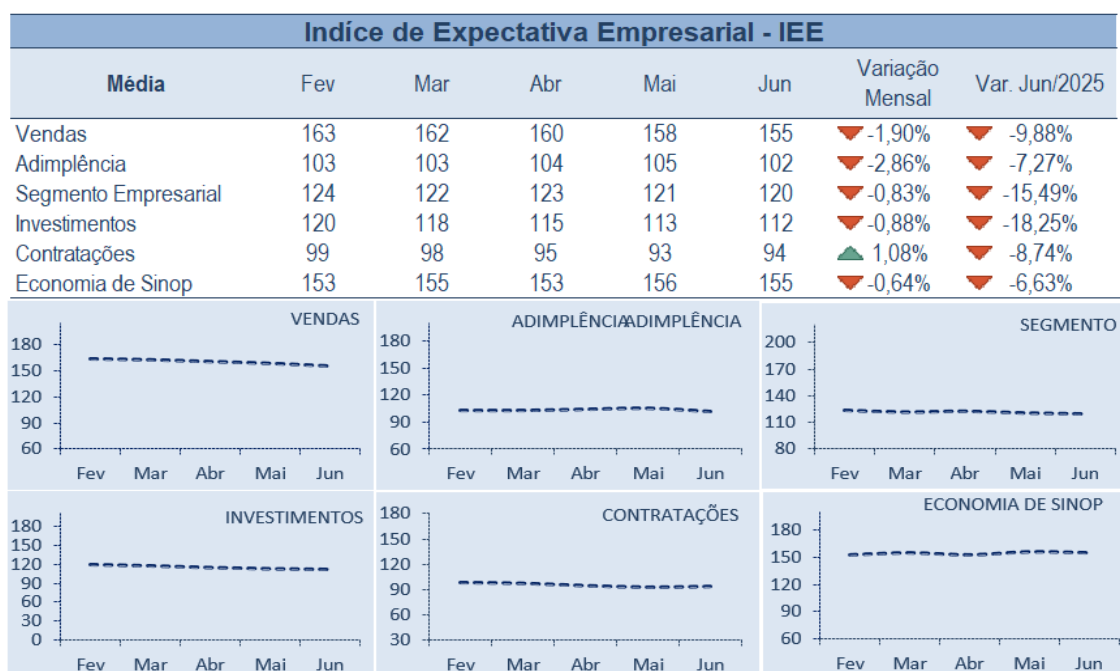 Indíce de Expectativa Empresarial - IEE
Média Fev Mar Abr Mai Jun Variação Mensal Var. Jun/2025
Vendas 163 162 160 158 155 -1,90% -9,88%
Adimplência 103 103 104 105 102 -2,86% -7,27%
Segmento Empresarial 124 122 123 121 120 -0,83% -15,49%
Investimentos 120 118 115 113 112 -0,88% -18,25%
Contratações 99 98 95 93 94 1,08% -8,74%
Economia de Sinop 153 155 153 156 155 -0,64% -6,63%
VENDAS
180
150
120
90
60
Fev Mar Abr Mai Jun
ADIMPLÊNCIAADIMPLÊNCIA
180
150
120
90
60
Fev Mar Abr Mai Jun
SEGMENTO
200
170
140
110
80
Fev Mar Abr Mai Jun
INVESTIMENTOS
180
150
120
90
60
30
0
Fev Mar Abr Mai Jun
CONTRATAÇÕES
180
150
120
90
60
30
Fev Mar Abr Mai Jun
ECONOMIA DE SINOP
180
150
120
90
60
Fev Mar Abr Mai Jun